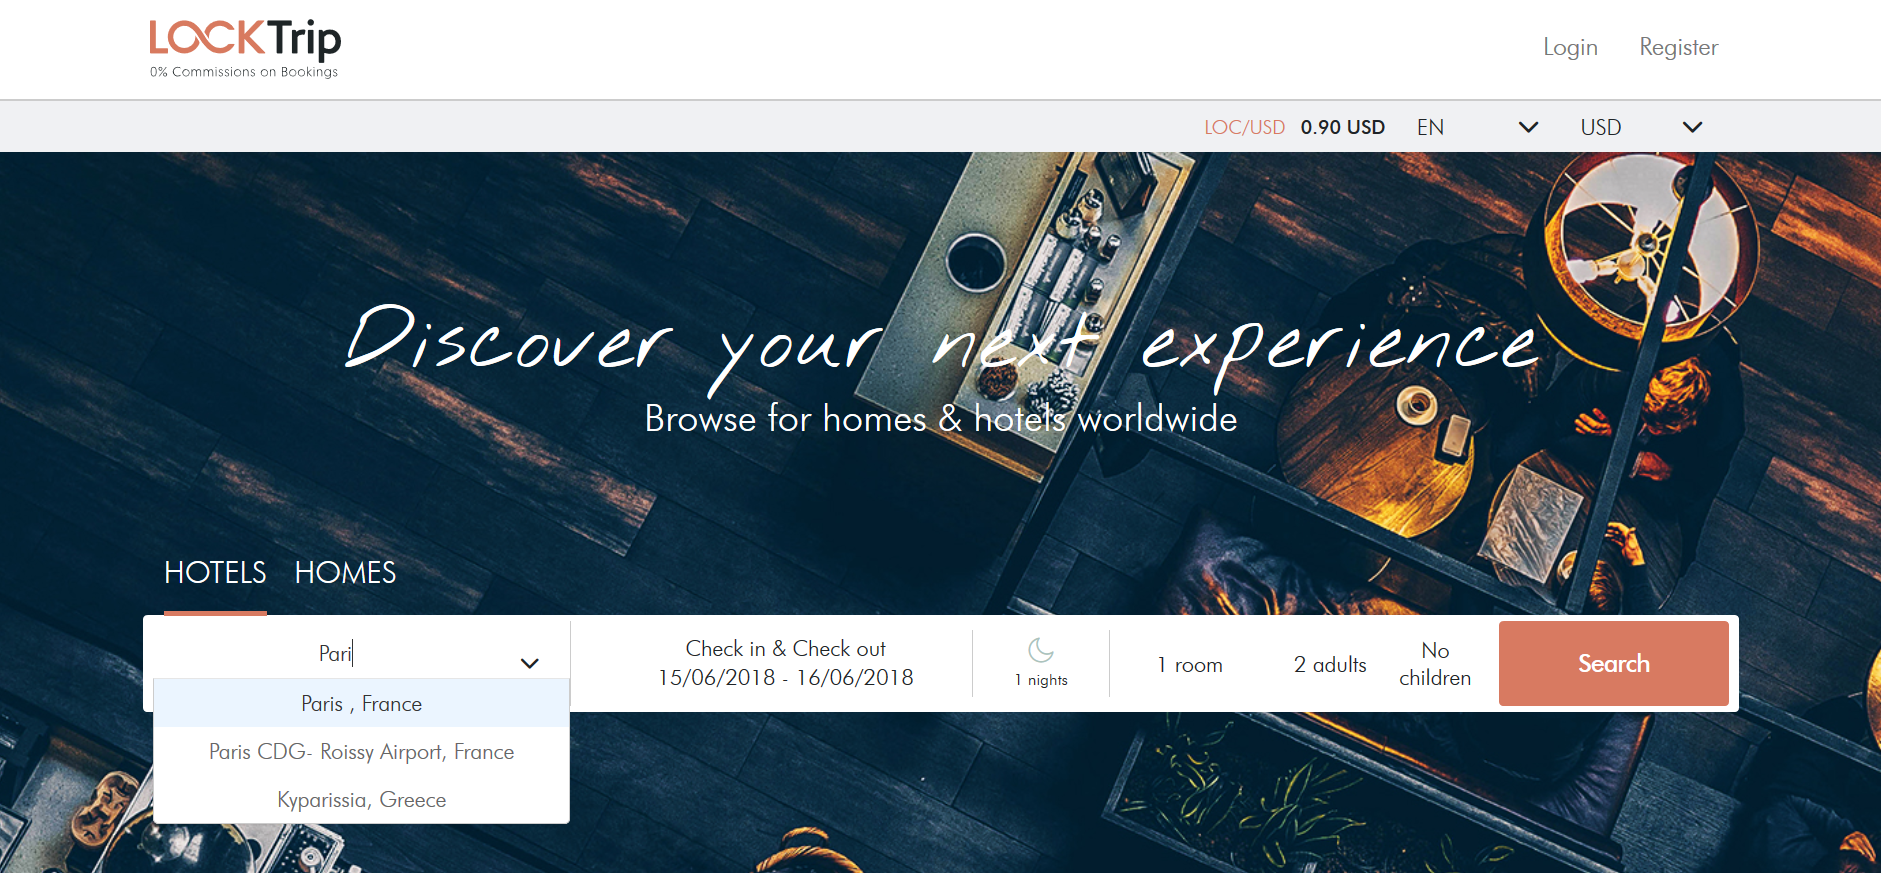 LOCKTrip
0% Commissions on Bookings
Login Register
LOC/USD 0.90 USD EN USD
Discover your next experience
Browse for homes & hotels worldwide
HOTELS HOMES
Pari
Check in & Check out
15/06/2018 - 16/06/2018
1 nights
1 room
2 adults
No
children
Search
Paris , France
Paris CDG- Roissy Airport, France
Kyparissia, Greece